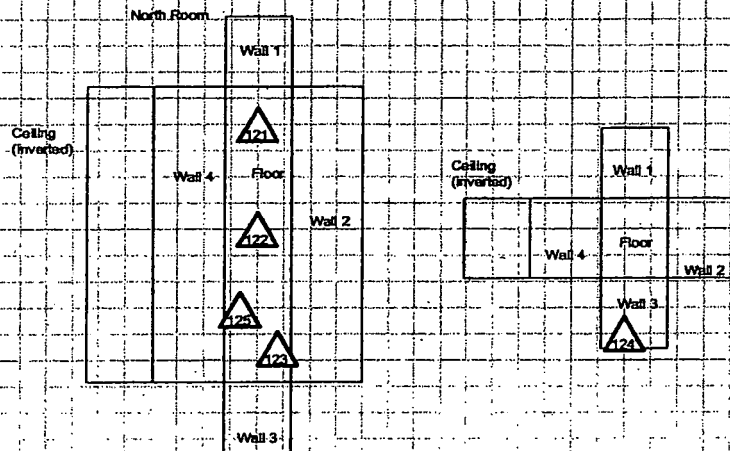 North Room
Wall 1
Ceiling
(Inverted)
121
Wall 4
Floor
Wall 2
122
125
123
Wall 3
Ceiling
(Inverted)
Wall 1
Floor
Wall 4
Wall 2
Wall 3
124